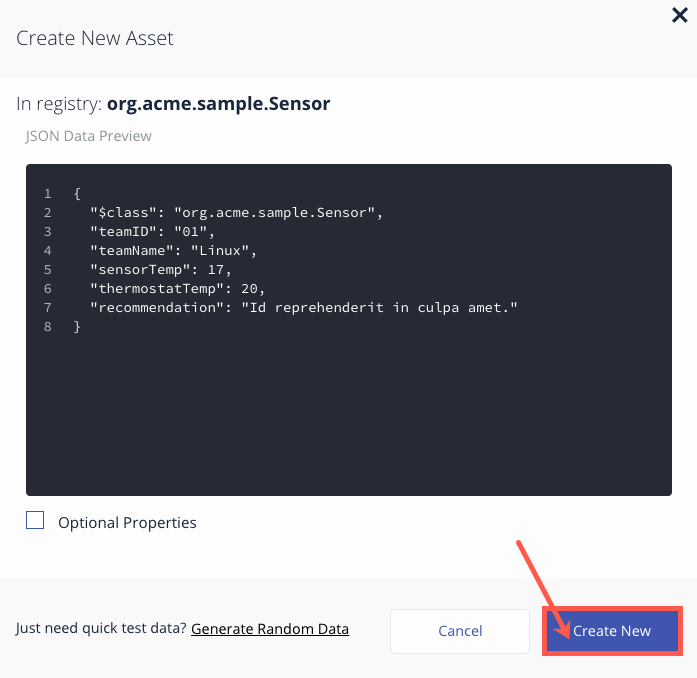 Create New Asset
In registry: org.acme.sample.Sensor
JSON Data Preview
1 {
2 "$class": "org.acme.sample.Sensor",
3 "teamID": "01",
4 "teamName": "Linux",
5 "sensorTemp": 17,
6 "thermostatTemp": 20,
7 "recommendation": "Id reprehenderit in culpa amet."
8 }
Optional Properties
Just need quick test data? Generate Random Data
Cancel
Create New